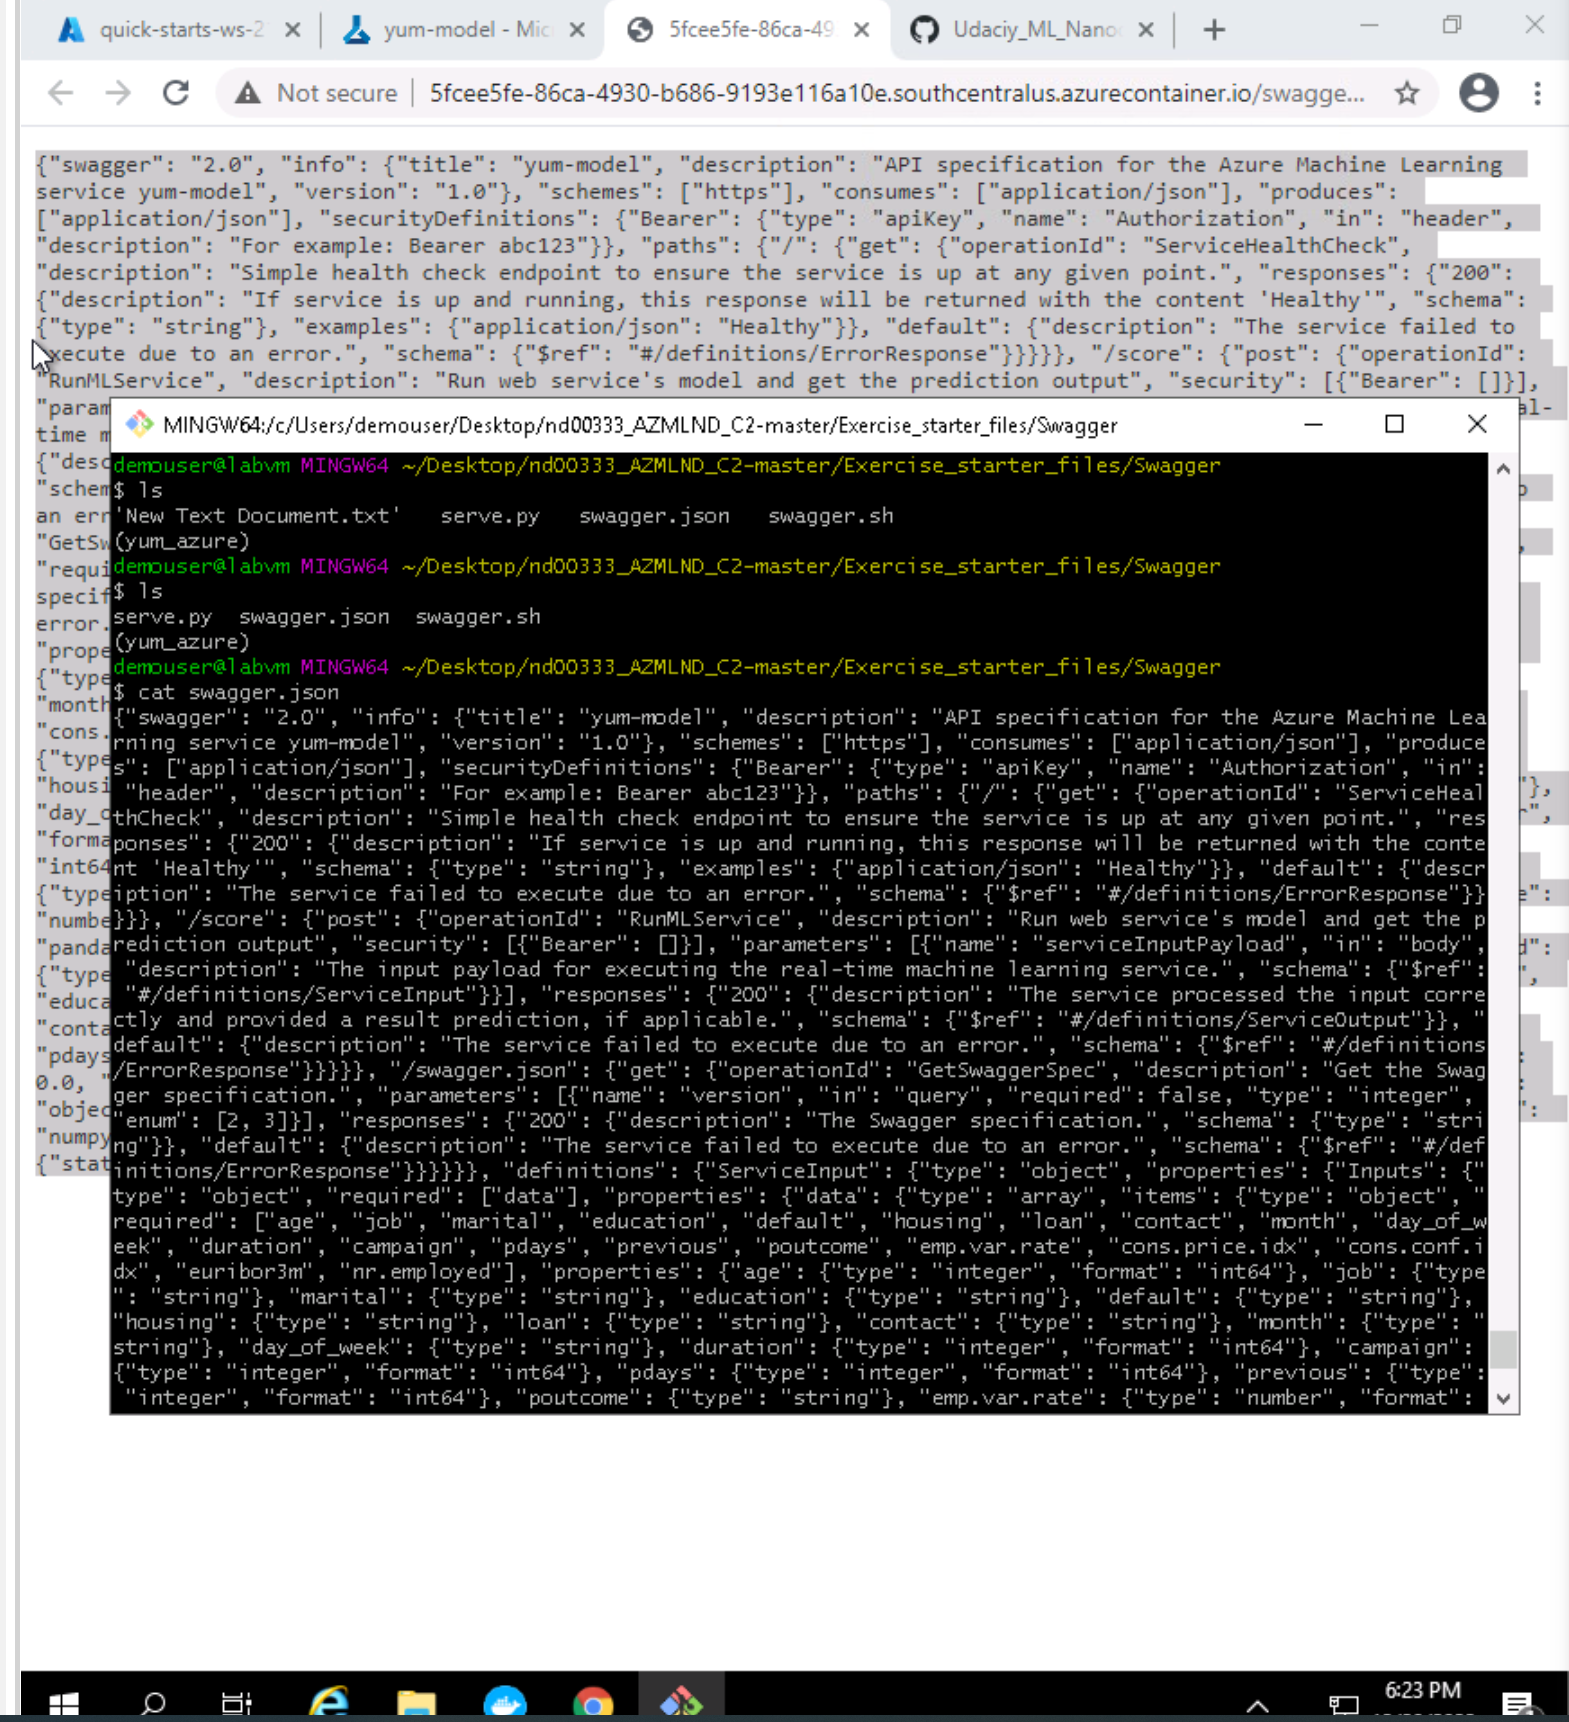 quick-starts-ws-2
yum-model - Mic
5fcee5fe-86ca-49
Udaciy_ML_Nano
Not secure
5fcee5fe-86ca-4930-b686-9193e116a10e.southcentralus.azurecontainer.io/swagge...
{"swagger": "2.0", "info": {"title": "yum-model", "description": "API specification for the Azure Machine Learning
service yum-model", "version": "1.0"}, "schemes": ["https"], "consumes": ["application/json"], "produces":
["application/json"], "securityDefinitions": {"Bearer": {"type": "apiKey", "name": "Authorization", "in": "header",
"description": "For example: Bearer abc123"}}, "paths": {"/": {"get": {"operationId": "ServiceHealthCheck",
"description": "Simple health check endpoint to ensure the service is up at any given point.", "responses": {"200":
{"description": "If service is up and running, this response will be returned with the content 'Healthy'", "schema":
{"type": "string"}, "examples": {"application/json": "Healthy"}}, "default": {"description": "The service failed to
execute due to an error.", "schema": {"$ref": "#/definitions/ErrorResponse"}}}}}, "/score": {"post": {"operationId":
"RunMLService", "description": "Run web service's model and get the prediction output", "security": [{"Bearer": []}],
"param
al-
time m
{"desc
"schem
an err
"GetSw
"requi
specif
error.
"prope
{"type
"month
"cons.
{"type
"housi
"},
"day_o
"forma
"int64
{"type
e":
"numbe
"panda
d":
{"type
"educa
"conta
"pdays
0.0, "
"objec
"numpy
{"stat
MINGW64:/c/Users/demouser/Desktop/nd00333_AZMLND_C2-master/Exercise_starter_files/Swagger
demouser@labvm MINGW64 ~/Desktop/nd00333_AZMLND_C2-master/Exercise_starter_files/Swagger
$ ls
'New Text Document.txt'   serve.py   swagger.json   swagger.sh
(yum_azure)
demouser@labvm MINGW64 ~/Desktop/nd00333_AZMLND_C2-master/Exercise_starter_files/Swagger
$ ls
serve.py  swagger.json  swagger.sh
(yum_azure)
demouser@labvm MINGW64 ~/Desktop/nd00333_AZMLND_C2-master/Exercise_starter_files/Swagger
$ cat swagger.json
{"swagger": "2.0", "info": {"title": "yum-model", "description": "API specification for the Azure Machine Lea
rning service yum-model", "version": "1.0"}, "schemes": ["https"], "consumes": ["application/json"], "produce
s": ["application/json"], "securityDefinitions": {"Bearer": {"type": "apiKey", "name": "Authorization", "in":
"header", "description": "For example: Bearer abc123"}}, "paths": {"/": {"get": {"operationId": "ServiceHeal
thCheck", "description": "Simple health check endpoint to ensure the service is up at any given point.", "res
ponses": {"200": {"description": "If service is up and running, this response will be returned with the conte
nt 'Healthy'", "schema": {"type": "string"}, "examples": {"application/json": "Healthy"}}, "default": {"descr
iption": "The service failed to execute due to an error.", "schema": {"$ref": "#/definitions/ErrorResponse"}}
}}}, "/score": {"post": {"operationId": "RunMLService", "description": "Run web service's model and get the p
rediction output", "security": [{"Bearer": []}], "parameters": [{"name": "serviceInputPayload", "in": "body",
"description": "The input payload for executing the real-time machine learning service.", "schema": {"$ref":
"#/definitions/ServiceInput"}}], "responses": {"200": {"description": "The service processed the input corre
ctly and provided a result prediction, if applicable.", "schema": {"$ref": "#/definitions/ServiceOutput"}}, "
default": {"description": "The service failed to execute due to an error.", "schema": {"$ref": "#/definitions
/ErrorResponse"}}}}}, "/swagger.json": {"get": {"operationId": "GetSwaggerSpec", "description": "Get the Swag
ger specification.", "parameters": [{"name": "version", "in": "query", "required": false, "type": "integer",
"enum": [2, 3]}], "responses": {"200": {"description": "The Swagger specification.", "schema": {"type": "stri
ng"}}, "default": {"description": "The service failed to execute due to an error.", "schema": {"$ref": "#/def
initions/ErrorResponse"}}}}}}, "definitions": {"ServiceInput": {"type": "object", "properties": {"Inputs": {"
type": "object", "required": ["data"], "properties": {"data": {"type": "array", "items": {"type": "object", "
required": ["age", "job", "marital", "education", "default", "housing", "loan", "contact", "month", "day_of_w
eek", "duration", "campaign", "pdays", "previous", "poutcome", "emp.var.rate", "cons.price.idx", "cons.conf.i
dx", "euribor3m", "nr.employed"], "properties": {"age": {"type": "integer", "format": "int64"}, "job": {"type
": "string"}, "marital": {"type": "string"}, "education": {"type": "string"}, "default": {"type": "string"},
"housing": {"type": "string"}, "loan": {"type": "string"}, "contact": {"type": "string"}, "month": {"type": "
string"}, "day_of_week": {"type": "string"}, "duration": {"type": "integer", "format": "int64"}, "campaign":
{"type": "integer", "format": "int64"}, "pdays": {"type": "integer", "format": "int64"}, "previous": {"type":
"integer", "format": "int64"}, "poutcome": {"type": "string"}, "emp.var.rate": {"type": "number", "format":
6:23 PM